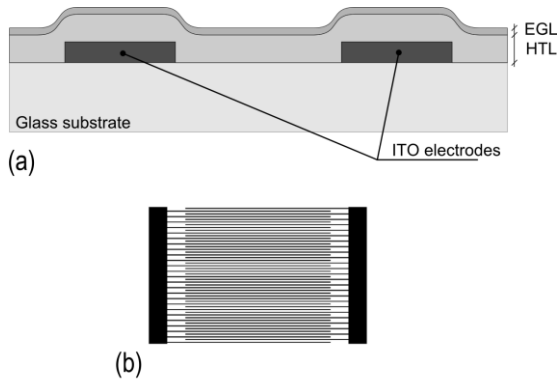 EGL
HTL
Glass substrate
ITO electrodes
(a)
(b)